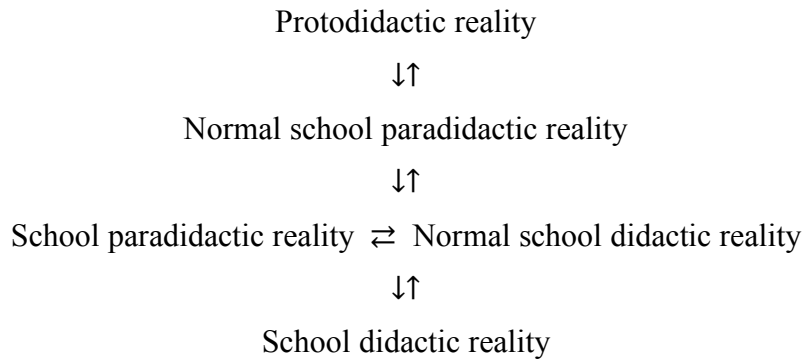 Protodidactic reality
↓↑
Normal school paradidactic reality
↓↑
School paradidactic reality ⇄ Normal school didactic reality
↓↑
School didactic reality